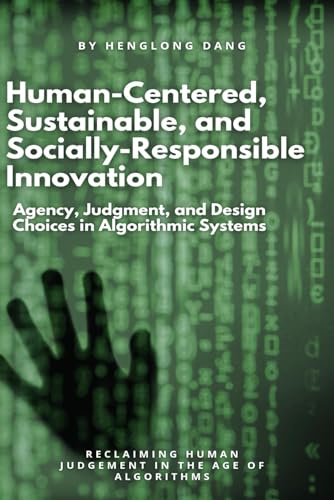 BY HENGLONG DANG
Human-Centered,
Sustainable, and
Socially-Responsible
Innovation
Agency, Judgment, and Design
Choices in Algorithmic Systems
RECLAIMING HUMAN
JUDGEMENT IN THE AGE OF
ALGORITHMS